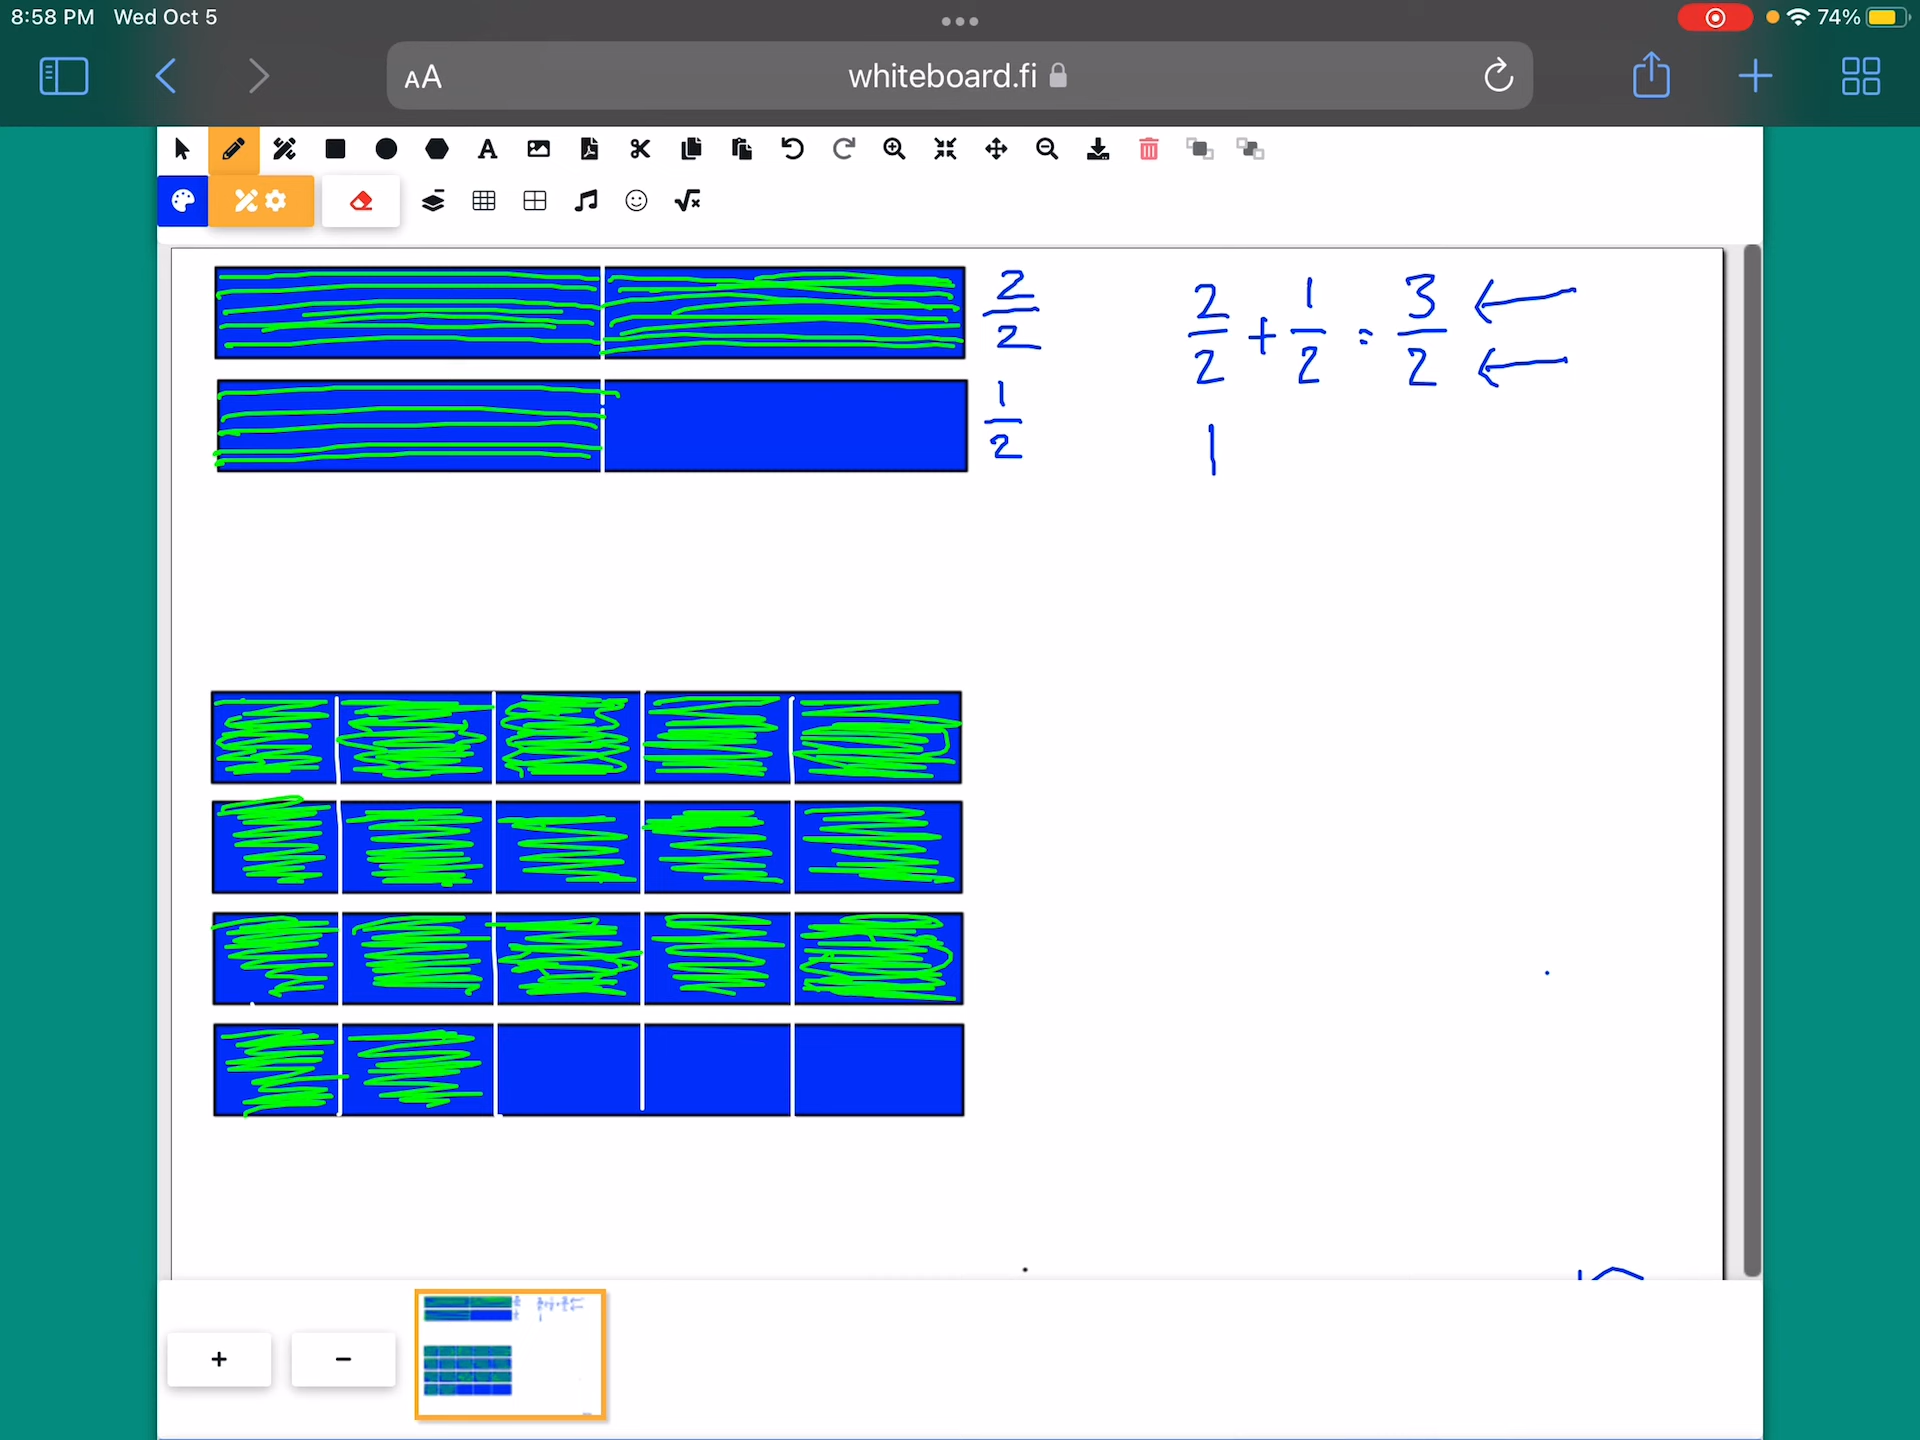 8:58 PM Wed Oct 5
74%
AA
whiteboard.fi
A
√x
2/2
2/2 + 1/2 = 3/2
1/2
1
+
-